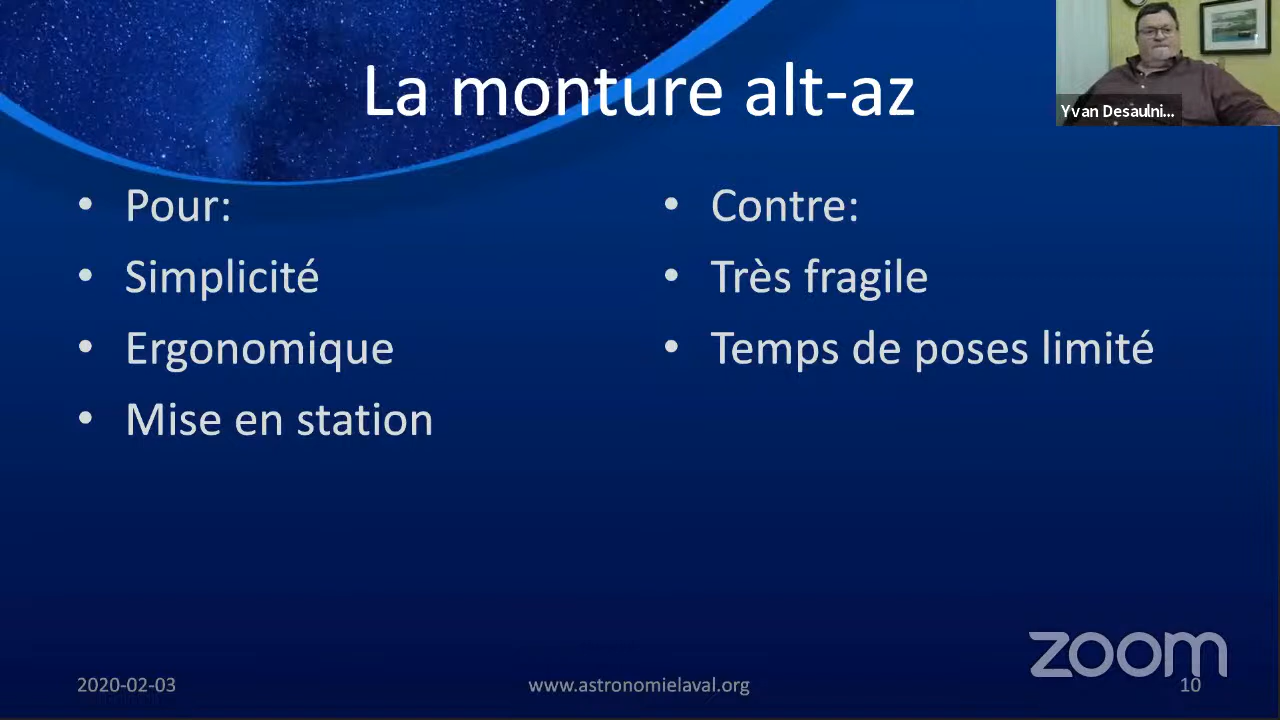 La monture alt-az
Yvan Desaulni...
• Pour:
• Simplicité
• Ergonomique
• Mise en station
• Contre:
• Très fragile
• Temps de poses limité
zoom
2020-02-03
www.astronomielaval.org
10